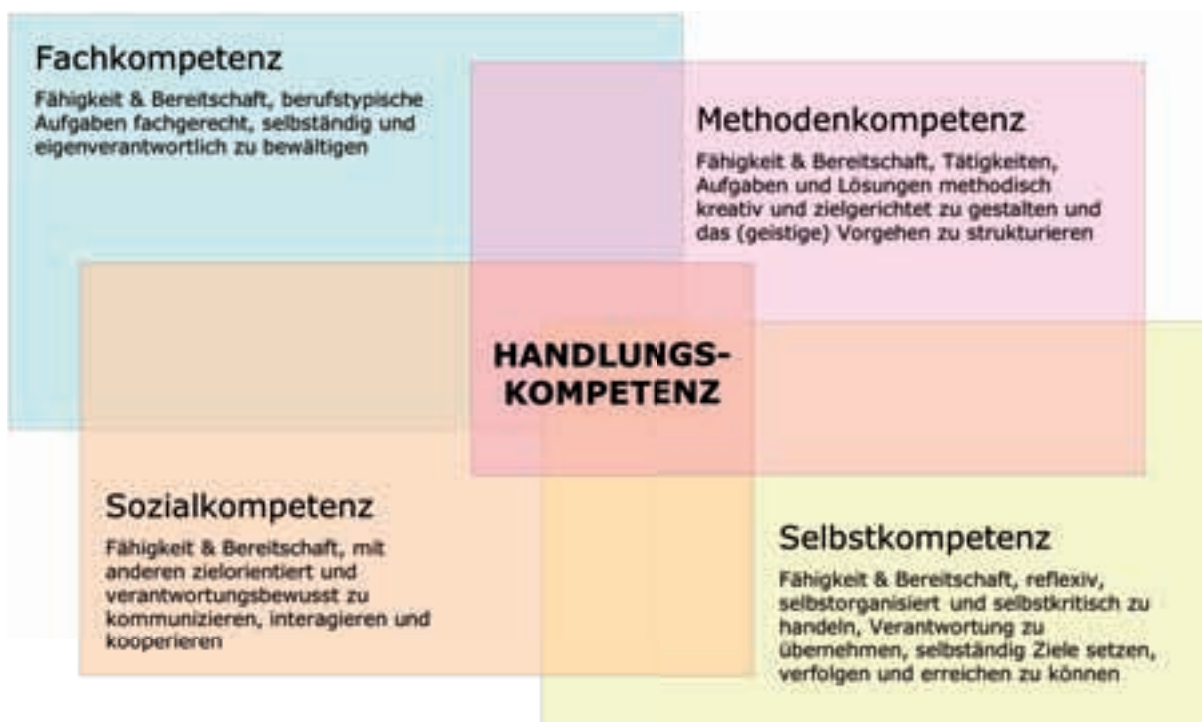 Fachkompetenz
Fähigkeit & Bereitschaft, berufstypische
Aufgaben fachgerecht, selbständig und
eigenverantwortlich zu bewältigen
Methodenkompetenz
Fähigkeit & Bereitschaft, Tätigkeiten,
Aufgaben und Lösungen methodisch
kreativ und zielgerichtet zu gestalten und
das (geistige) Vorgehen zu strukturieren
HANDLUNGS-
KOMPETENZ
Sozialkompetenz
Fähigkeit & Bereitschaft, mit
anderen zielorientiert und
verantwortungsbewusst zu
kommunizieren, interagieren und
kooperieren
Selbstkompetenz
Fähigkeit & Bereitschaft, reflexiv,
selbstorganisiert und selbstkritisch zu
handeln, Verantwortung zu
übernehmen, selbständig Ziele setzen,
verfolgen und erreichen zu können